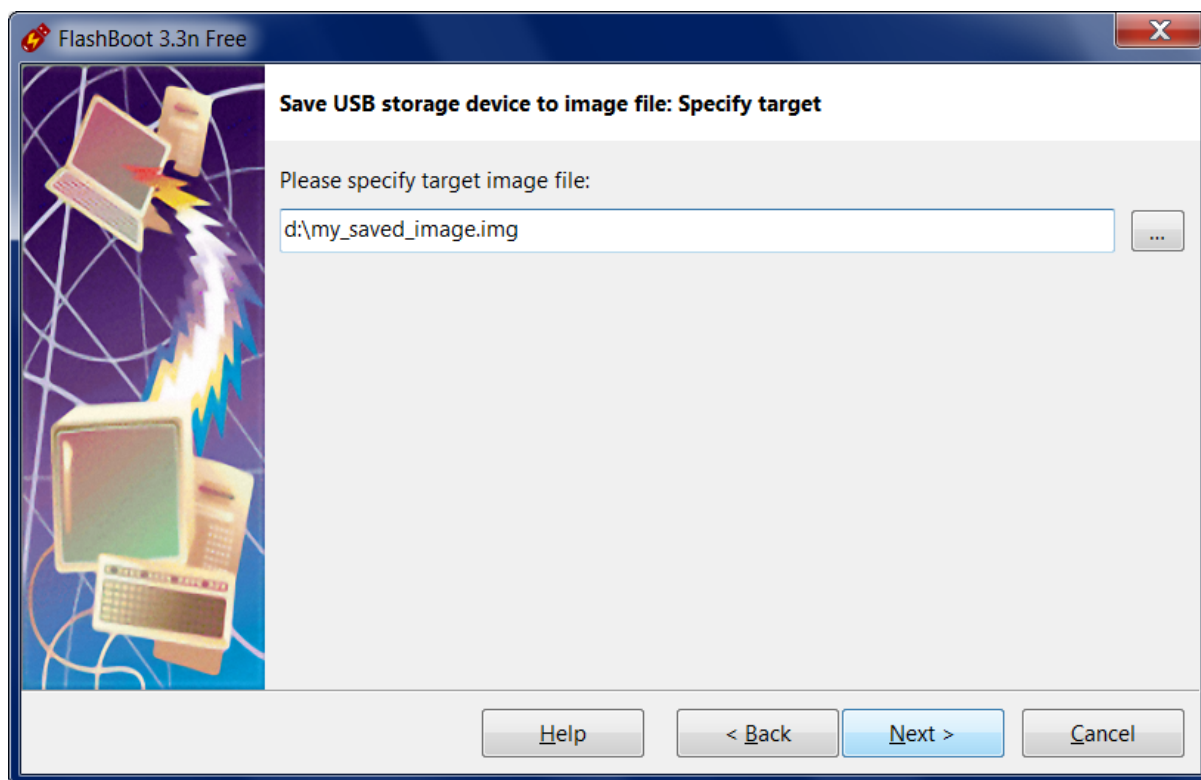 FlashBoot 3.3n Free
X
Save USB storage device to image file: Specify target
Please specify target image file:
d:\my_saved_image.img
...
Help
< Back
Next >
Cancel